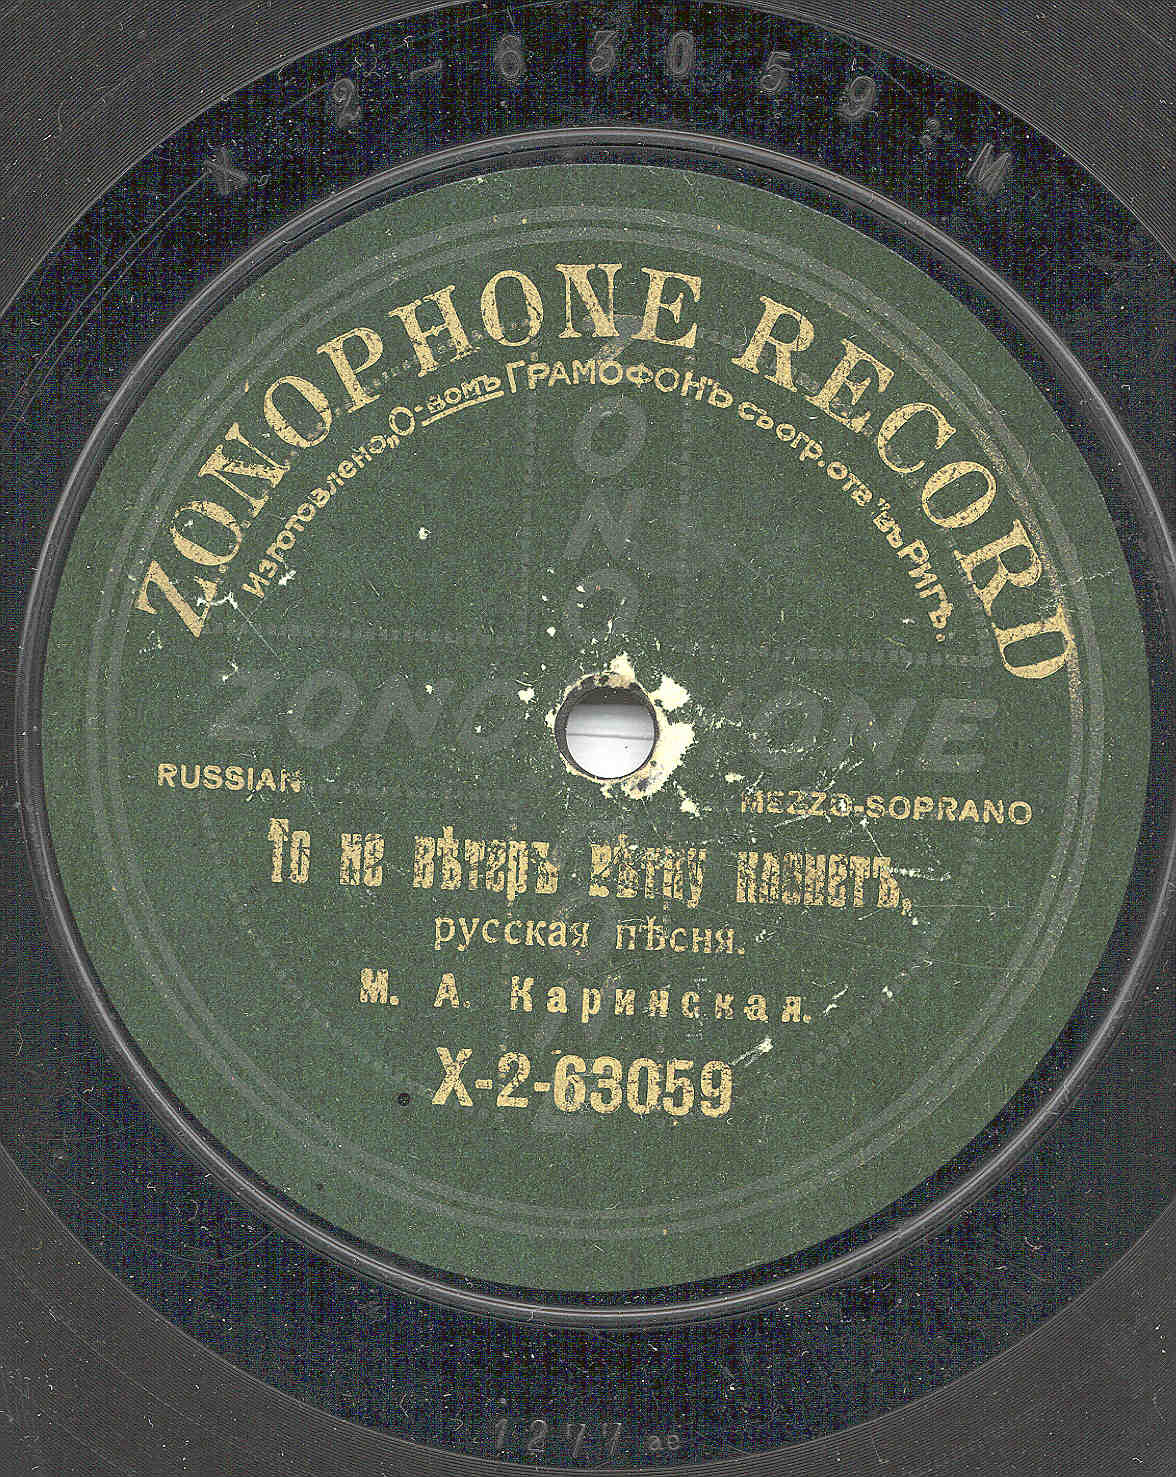 X. 2-63059. M
ZONOPHONE RECORD
Изготовлено „О-вомъ Грамофонъ съ огр. отв." въ Ригѣ.
ZONOPHONE
ZONOPHONE
RUSSIAN
MEZZO-SOPRANO
То не вѣтеръ вѣтку клонитъ,
русская пѣсня.
М. А. Каринская.
X-2-63059
1277 ae